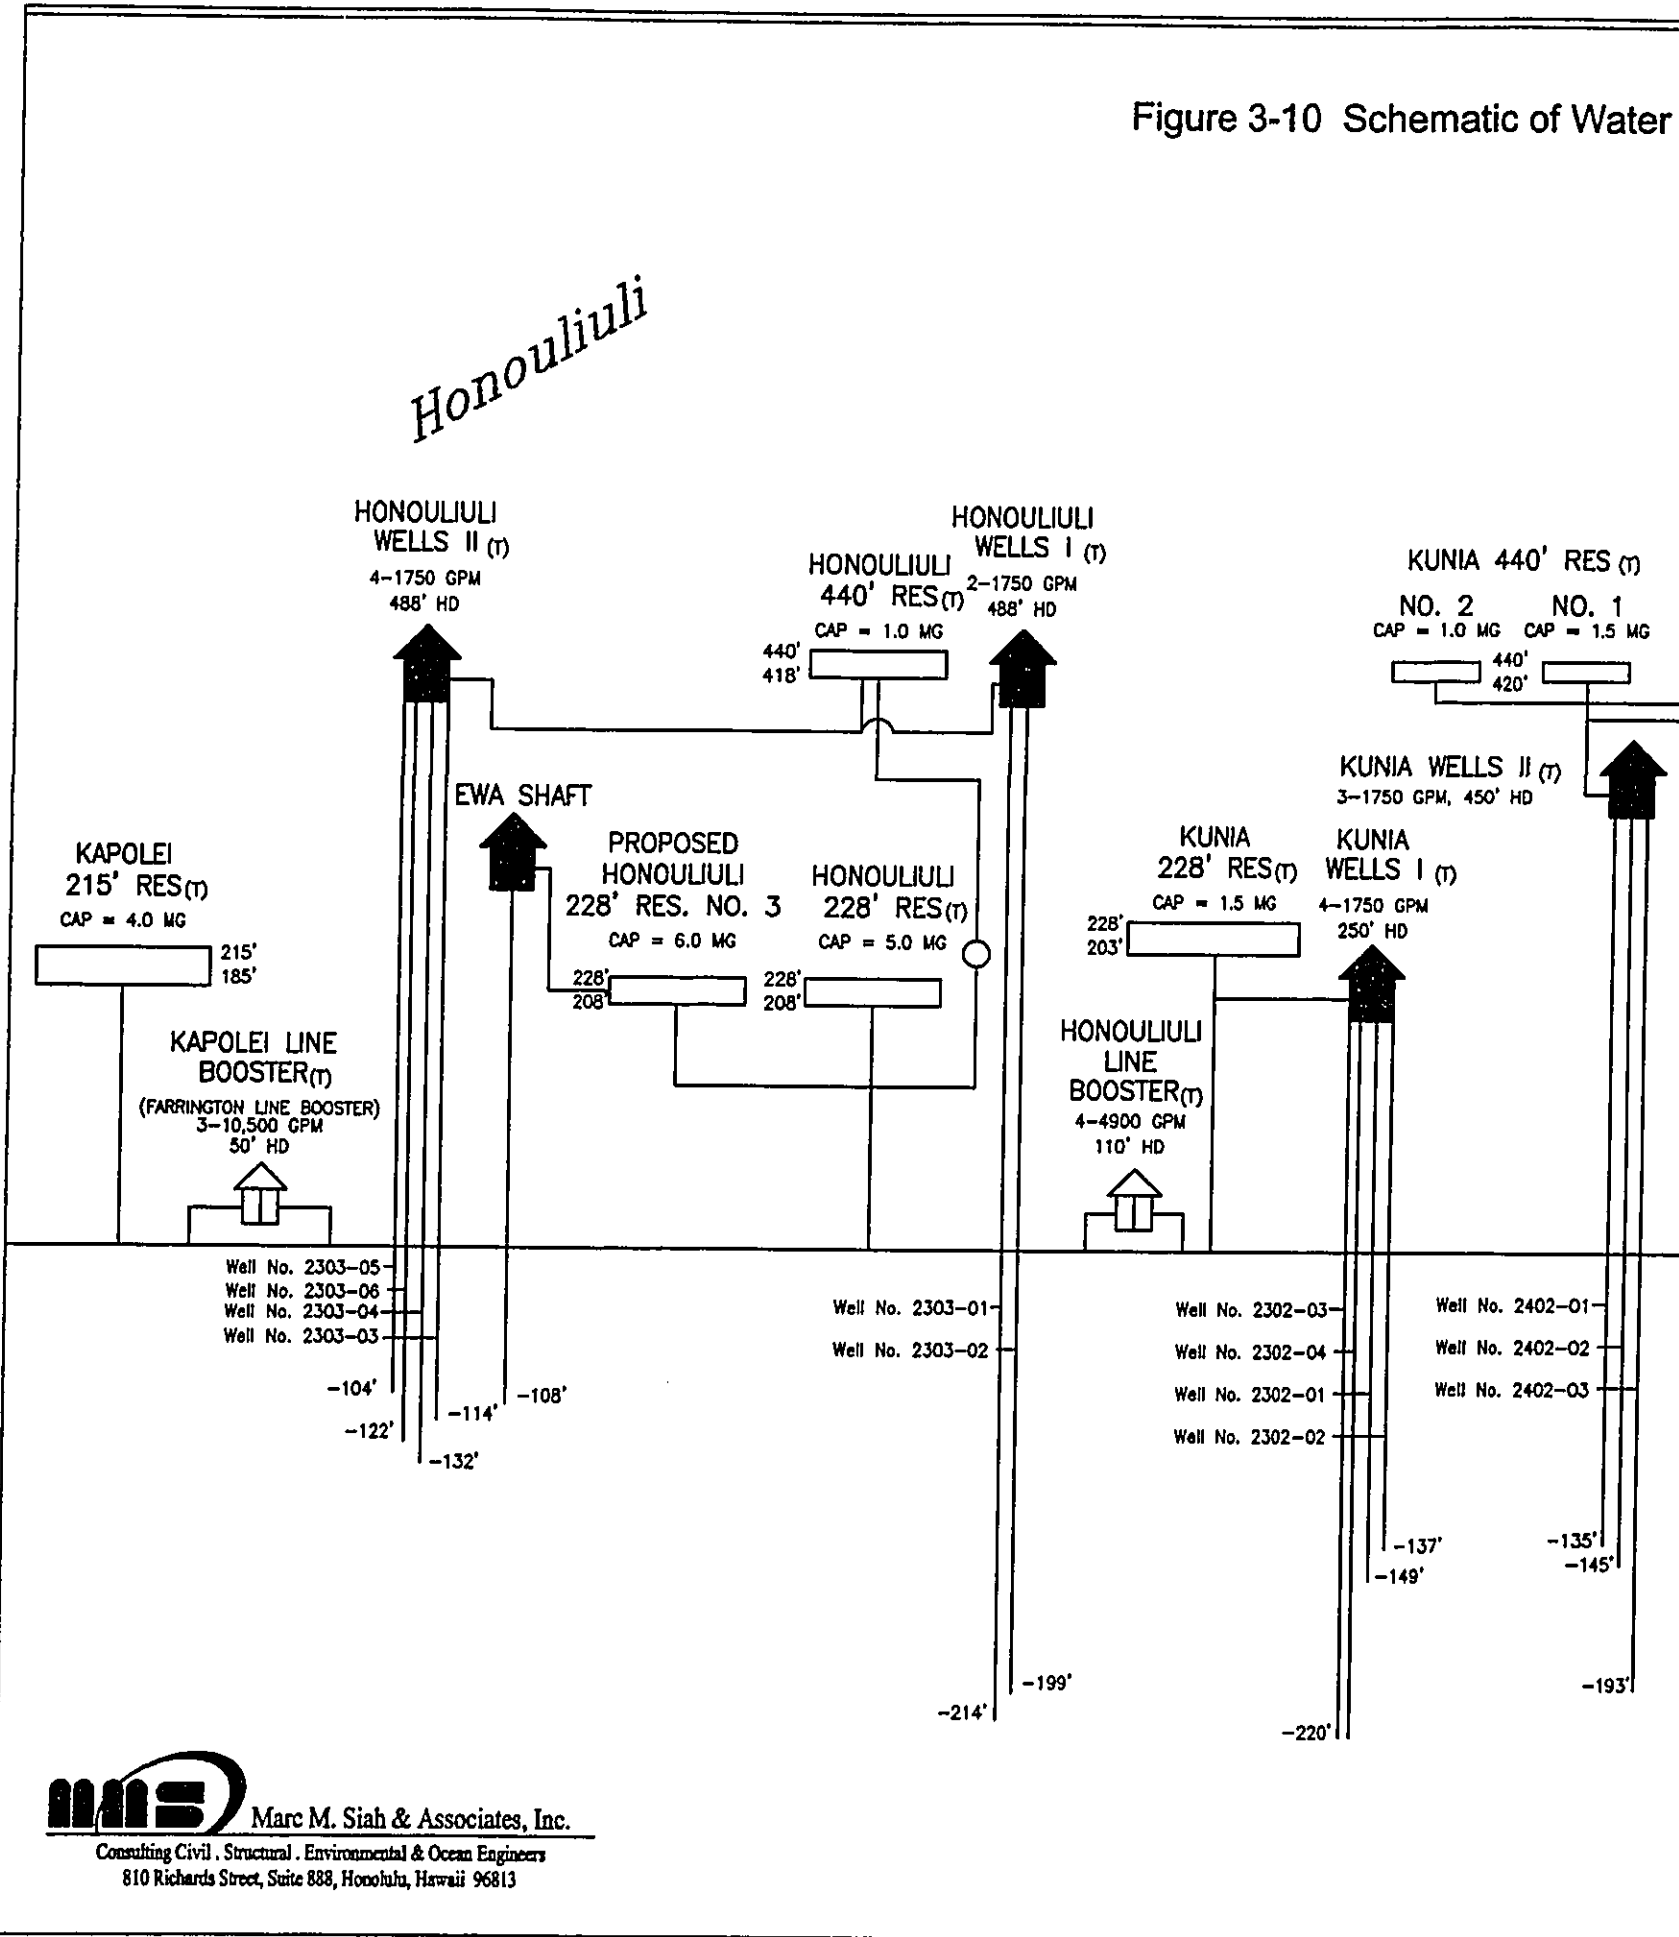 Figure 3-10 Schematic of Water
Honouliuli
HONOULIULI
WELLS II (T)
4-1750 GPM
488' HD
HONOULIULI
440' RES(T)
CAP = 1.0 MG
440'
418'
HONOULIULI
WELLS I (T)
2-1750 GPM
488' HD
KUNIA 440' RES (T)
NO. 2
CAP = 1.0 MG
NO. 1
CAP = 1.5 MG
440'
420'
KUNIA WELLS II (T)
3-1750 GPM, 450' HD
EWA SHAFT
KAPOLEI
215' RES(T)
CAP = 4.0 MG
215'
185'
PROPOSED
HONOULIULI
228' RES. NO. 3
CAP = 6.0 MG
228'
208'
HONOULIULI
228' RES(T)
CAP = 5.0 MG
228'
208'
KUNIA
228' RES(T)
CAP = 1.5 MG
228'
203'
KUNIA
WELLS I (T)
4-1750 GPM
250' HD
KAPOLEI LINE
BOOSTER(T)
(FARRINGTON LINE BOOSTER)
3-10,500 GPM
50' HD
HONOULIULI
LINE
BOOSTER(T)
4-4900 GPM
110' HD
Well No. 2303-05
Well No. 2303-06
Well No. 2303-04
Well No. 2303-03
-104'
-122'
-132'
-114'
-108'
Well No. 2303-01
Well No. 2303-02
-199'
-214'
Well No. 2302-03
Well No. 2302-04
Well No. 2302-01
Well No. 2302-02
-137'
-149'
-220'
Well No. 2402-01
Well No. 2402-02
Well No. 2402-03
-135'
-145'
-193'
MMS
Marc M. Siah & Associates, Inc.
Consulting Civil . Structural . Environmental & Ocean Engineers
810 Richards Street, Suite 888, Honolulu, Hawaii 96813